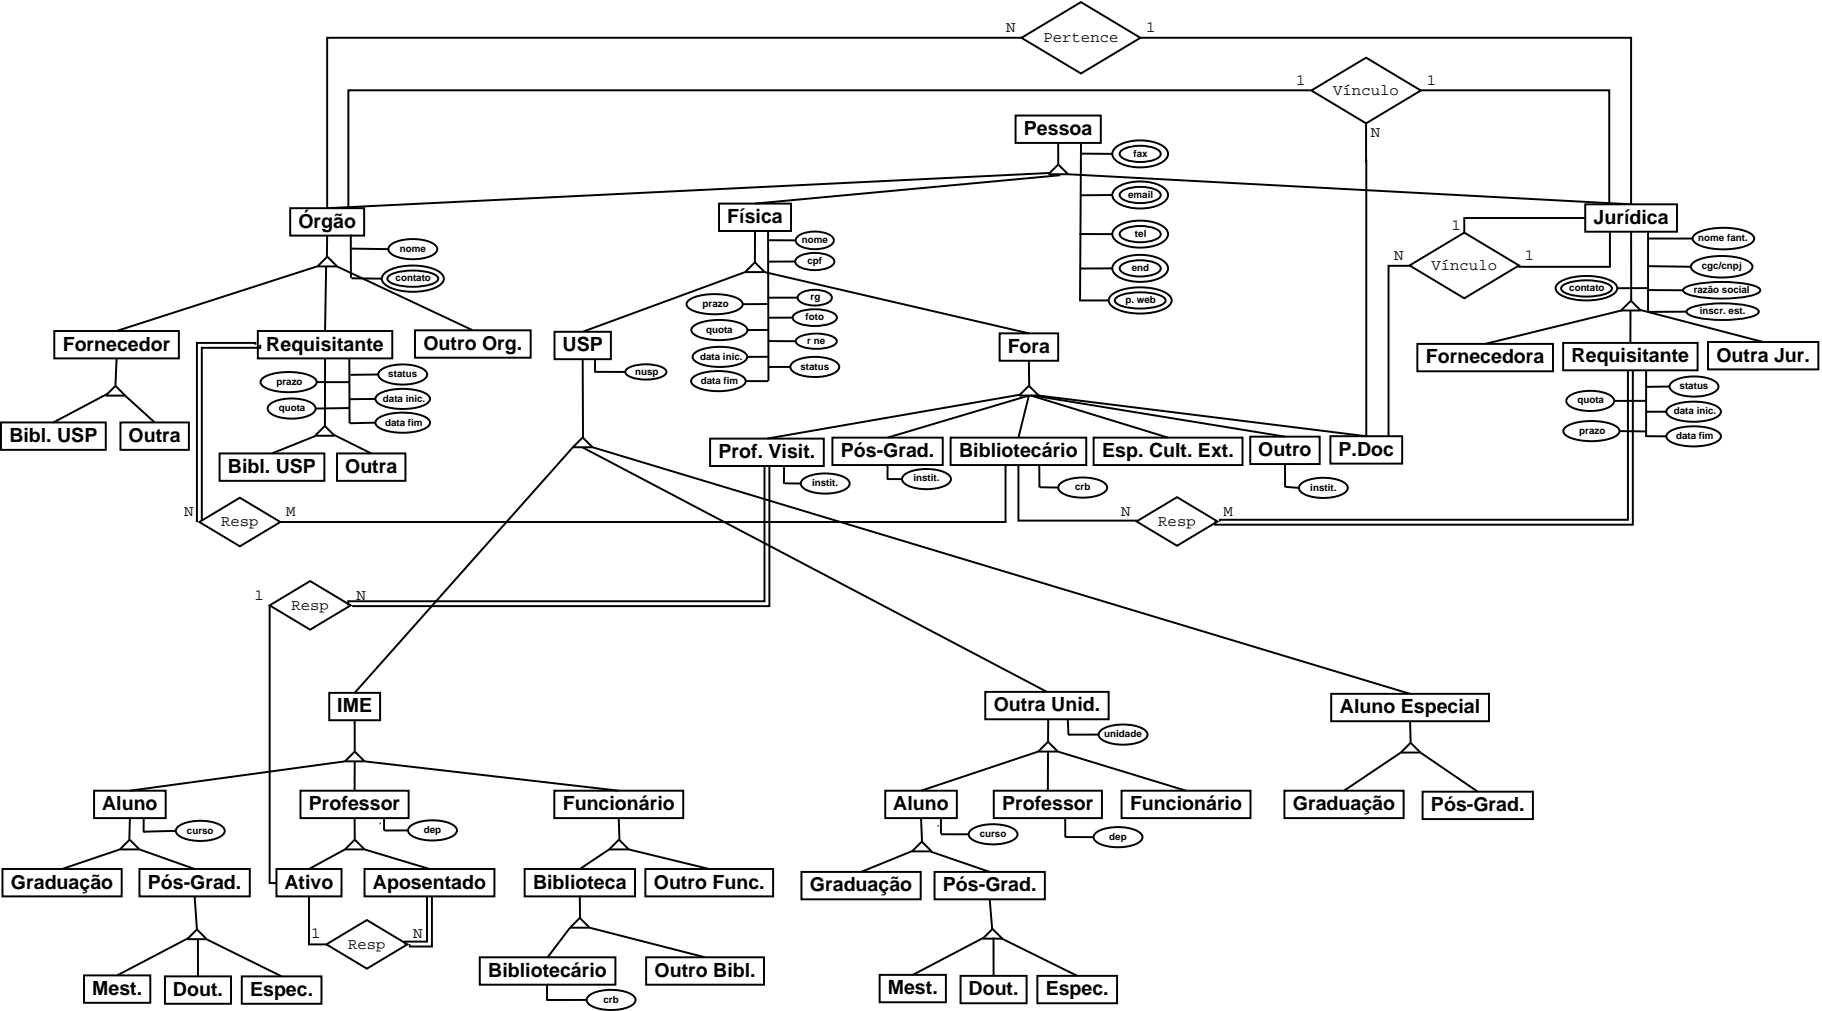 N
Pertence
1
1
Vínculo
1
N
Pessoa
fax
email
tel
end
p. web
Órgão
nome
contato
Física
nome
cpf
rg
foto
r ne
status
prazo
quota
data inic.
data fim
Jurídica
nome fant.
cgc/cnpj
razão social
inscr. est.
contato
1
N
Vínculo
1
Fornecedor
Requisitante
Outro Org.
prazo
quota
status
data inic.
data fim
USP
nusp
Fora
Fornecedora
Requisitante
Outra Jur.
status
quota
data inic.
prazo
data fim
Bibl. USP
Outra
Bibl. USP
Outra
Prof. Visit.
Pós-Grad.
Bibliotecário
Esp. Cult. Ext.
Outro
P.Doc
instit.
instit.
crb
instit.
N
Resp
M
N
Resp
M
1
Resp
N
IME
Outra Unid.
unidade
Aluno Especial
Aluno
curso
Professor
dep
Funcionário
Aluno
curso
Professor
dep
Funcionário
Graduação
Pós-Grad.
Graduação
Pós-Grad.
Ativo
Aposentado
Biblioteca
Outro Func.
Graduação
Pós-Grad.
1
Resp
N
Mest.
Dout.
Espec.
Bibliotecário
Outro Bibl.
crb
Mest.
Dout.
Espec.